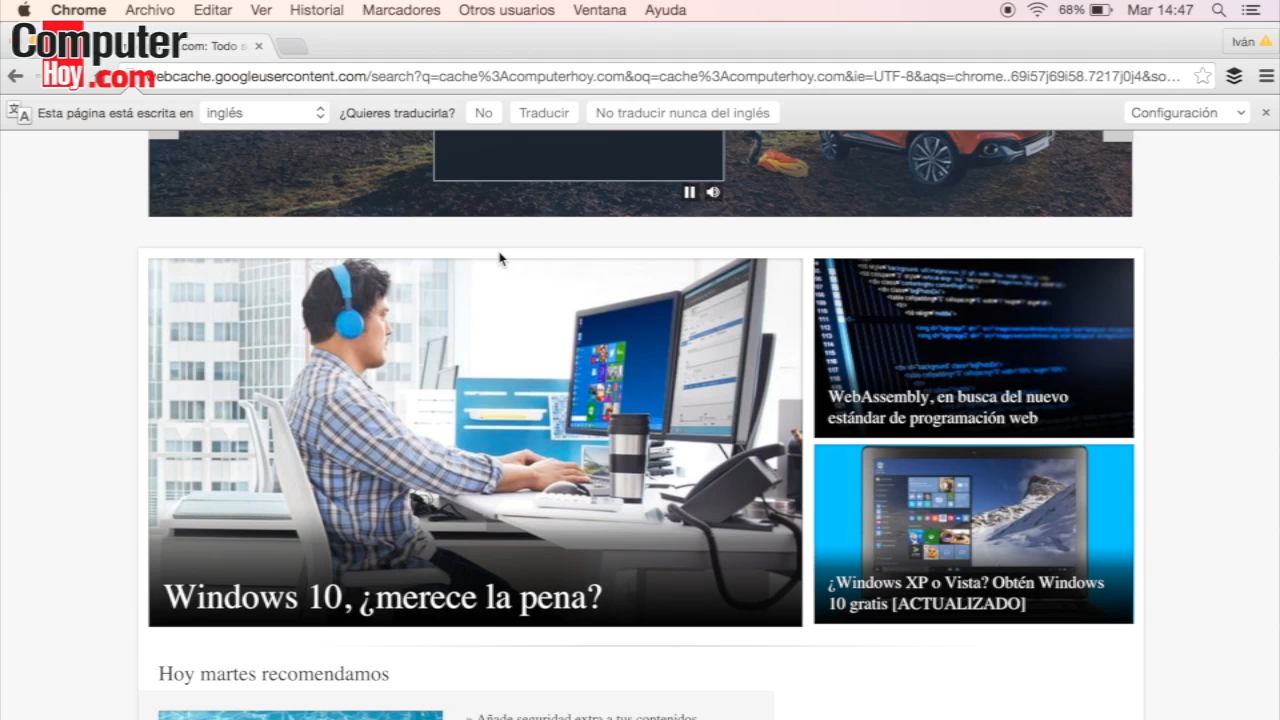 Chrome Archivo Editar Ver Historial Marcadores Otros usuarios Ventana Ayuda 68% Mar 14:47
Computer
Hoy .com
.com: Todo
Iván
webcache.googleusercontent.com/search?q=cache%3Acomputerhoy.com&oq=cache%3Acomputerhoy.com&ie=UTF-8&aqs=chrome..69i57j69i58.7217j0j4&so...
Esta página está escrita en inglés ¿Quieres traducirla? No Traducir No traducir nunca del inglés Configuración
WebAssembly, en busca del nuevo
estándar de programación web
Windows 10, ¿merece la pena?
¿Windows XP o Vista? Obtén Windows
10 gratis [ACTUALIZADO]
Hoy martes recomendamos
Añade seguridad extra a tus contenidos